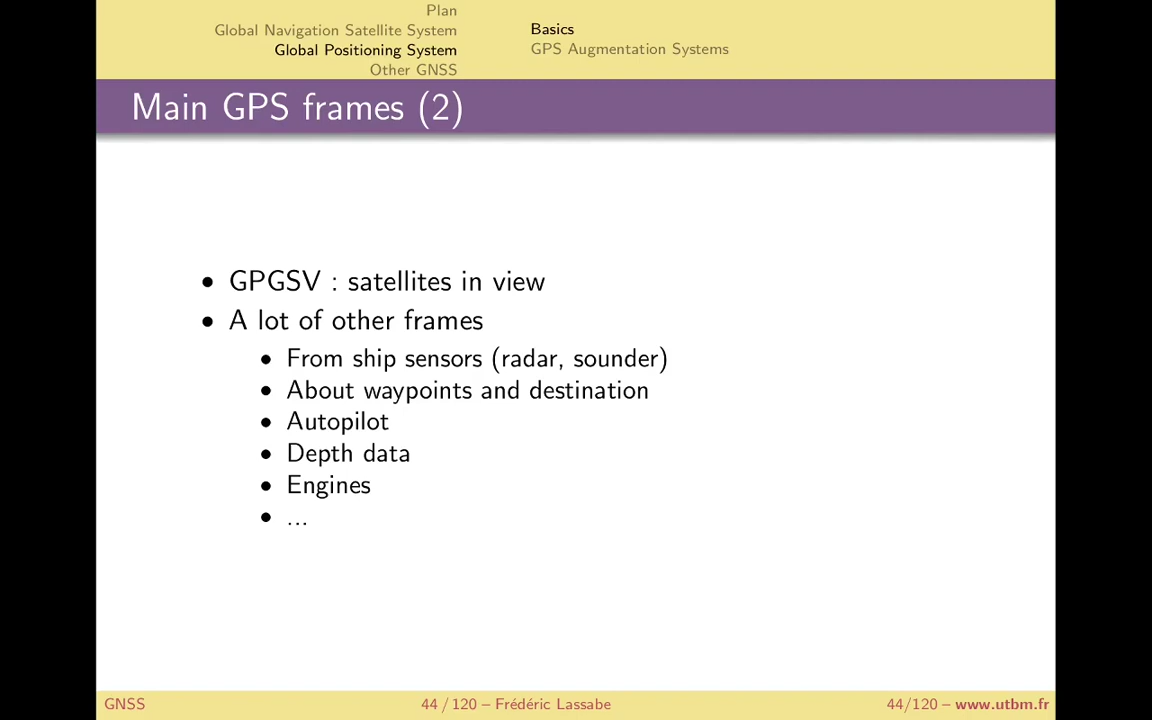 Plan
Global Navigation Satellite System
Global Positioning System
Other GNSS
Basics
GPS Augmentation Systems
Main GPS frames (2)
• GPGSV : satellites in view
• A lot of other frames
• From ship sensors (radar, sounder)
• About waypoints and destination
• Autopilot
• Depth data
• Engines
• ...
GNSS
44 / 120 – Frédéric Lassabe
44/120 – www.utbm.fr